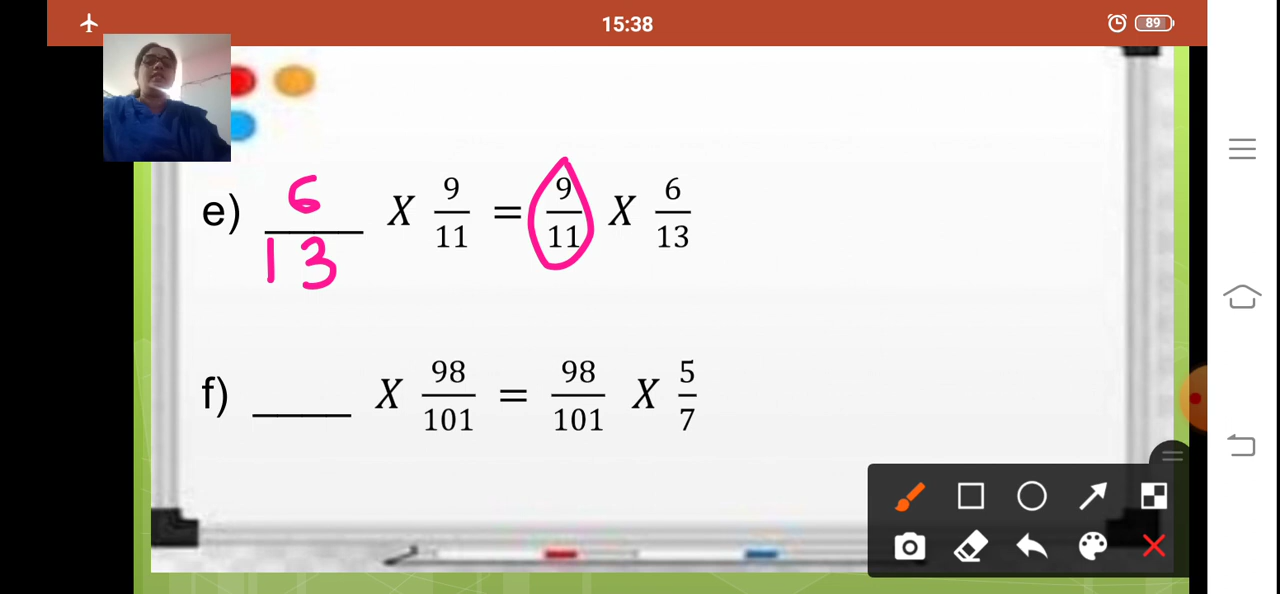 15:38
89
e) 6/13 X 9/11 = 9/11 X 6/13
f) ____ X 98/101 = 98/101 X 5/7